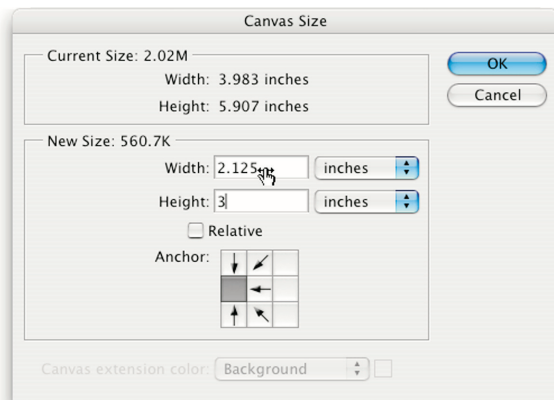 Canvas Size
Current Size: 2.02M
Width: 3.983 inches
Height: 5.907 inches
OK
Cancel
New Size: 560.7K
Width: 2.125 inches
Height: 3 inches
Relative
Anchor:
Canvas extension color: Background